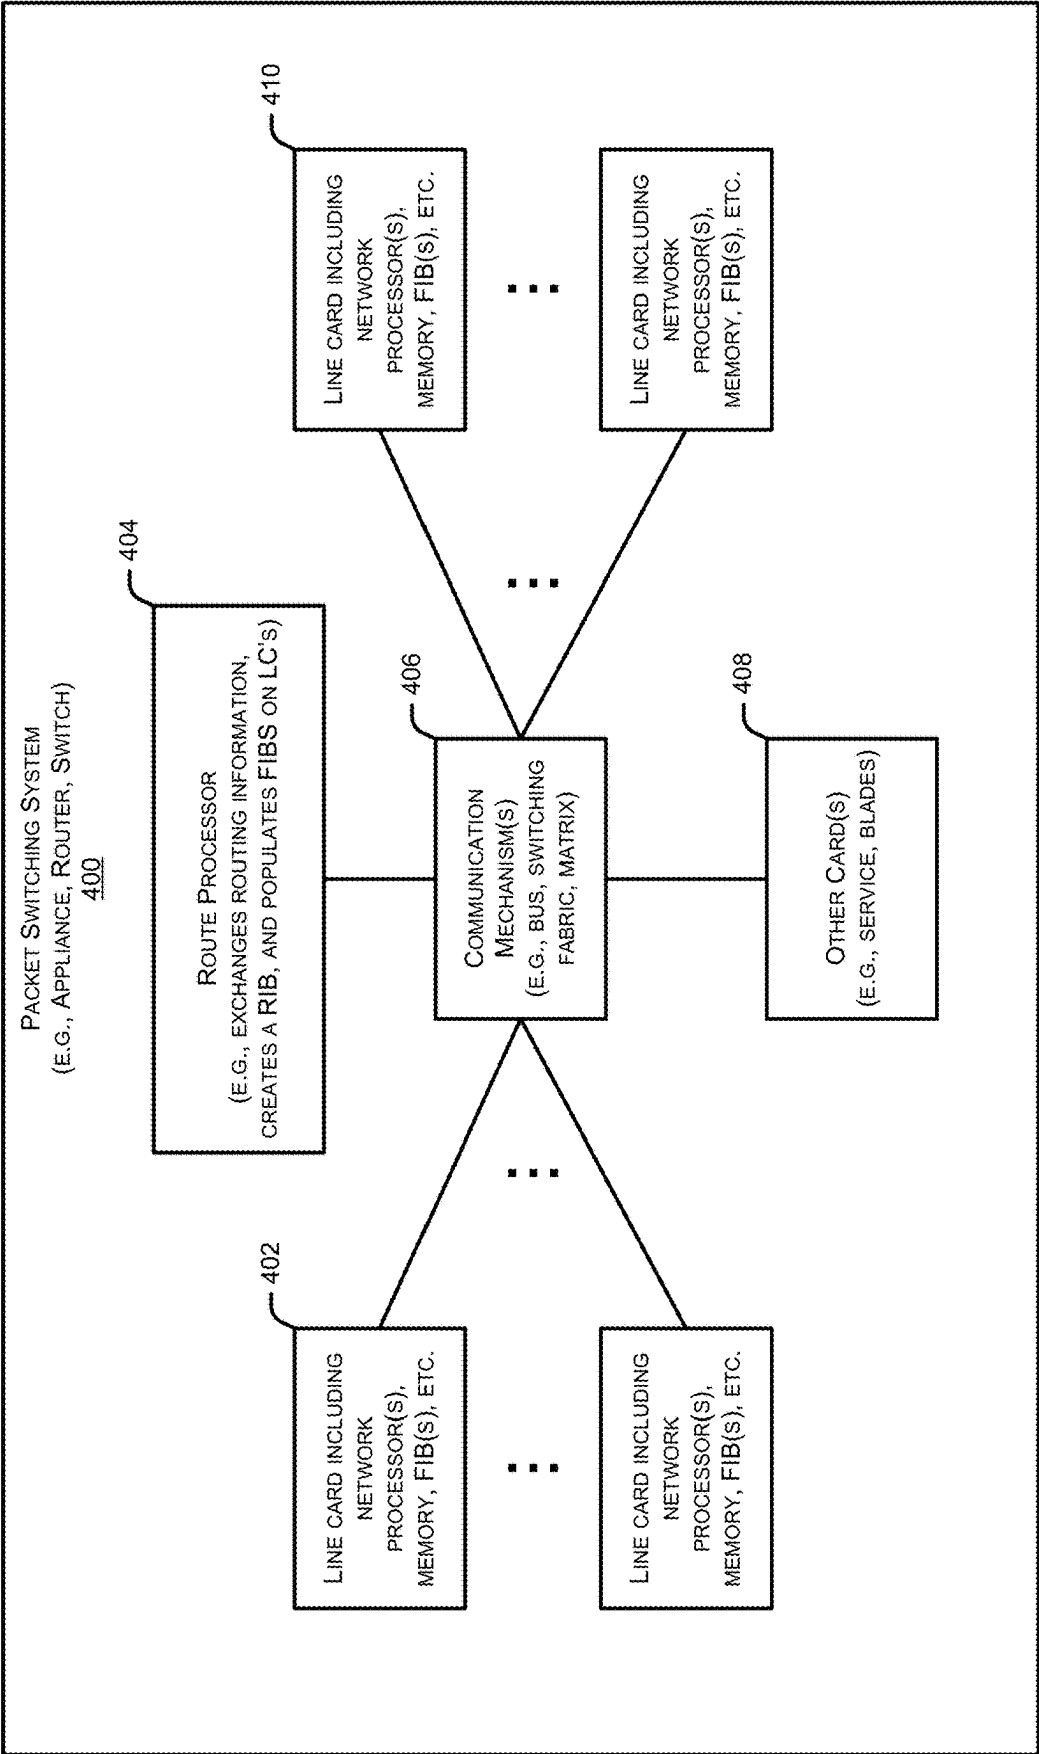 PACKET SWITCHING SYSTEM
(E.G., APPLIANCE, ROUTER, SWITCH)
400
404
ROUTE PROCESSOR
(E.G., EXCHANGES ROUTING INFORMATION,
CREATES A RIB, AND POPULATES FIBS ON LC'S)
402
LINE CARD INCLUDING
NETWORK
PROCESSOR(S),
MEMORY, FIB(S), ETC.
406
COMMUNICATION
MECHANISM(S)
(E.G., BUS, SWITCHING
FABRIC, MATRIX)
410
LINE CARD INCLUDING
NETWORK
PROCESSOR(S),
MEMORY, FIB(S), ETC.
LINE CARD INCLUDING
NETWORK
PROCESSOR(S),
MEMORY, FIB(S), ETC.
408
OTHER CARD(S)
(E.G., SERVICE, BLADES)
LINE CARD INCLUDING
NETWORK
PROCESSOR(S),
MEMORY, FIB(S), ETC.